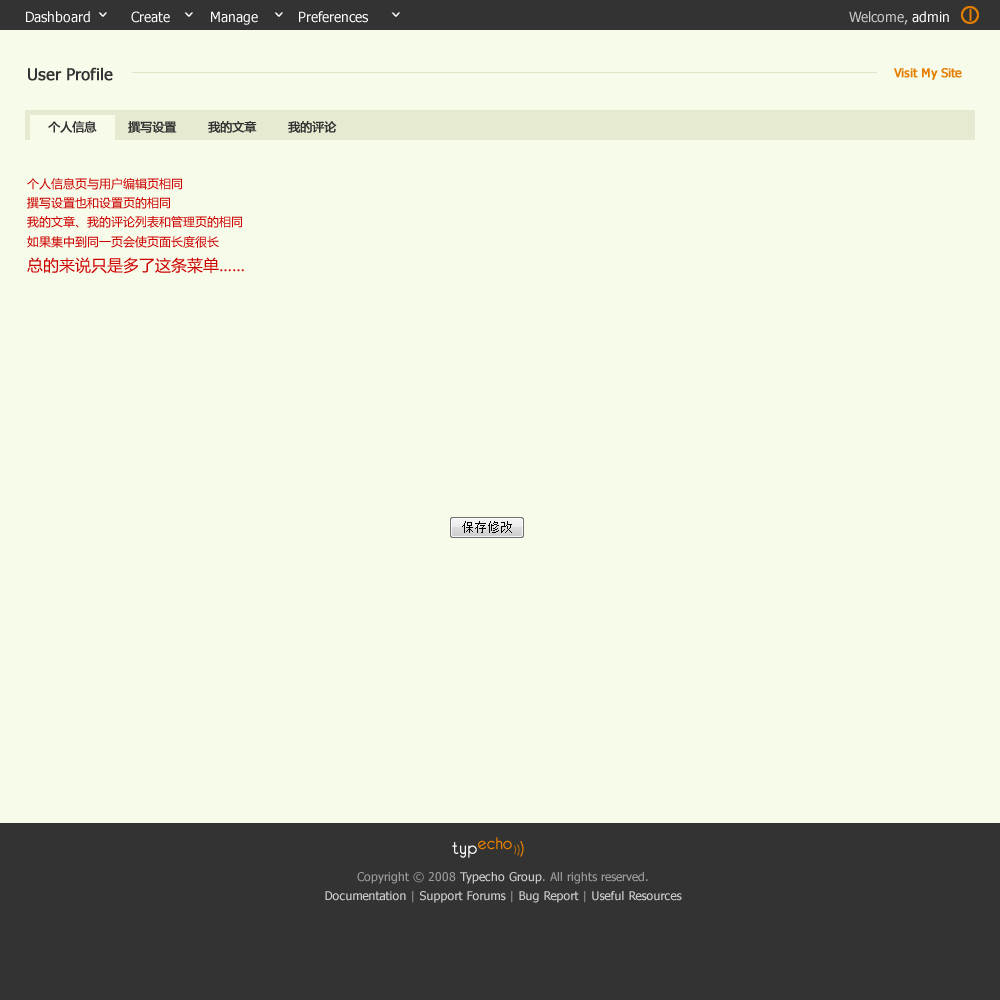 Dashboard Create Manage Preferences Welcome, admin
User Profile Visit My Site
个人信息 撰写设置 我的文章 我的评论
个人信息页与用户编辑页相同
撰写设置也和设置页的相同
我的文章、我的评论列表和管理页的相同
如果集中到同一页会使页面长度很长
总的来说只是多了这条菜单……
保存修改
typecho
Copyright © 2008 Typecho Group. All rights reserved.
Documentation | Support Forums | Bug Report | Useful Resources